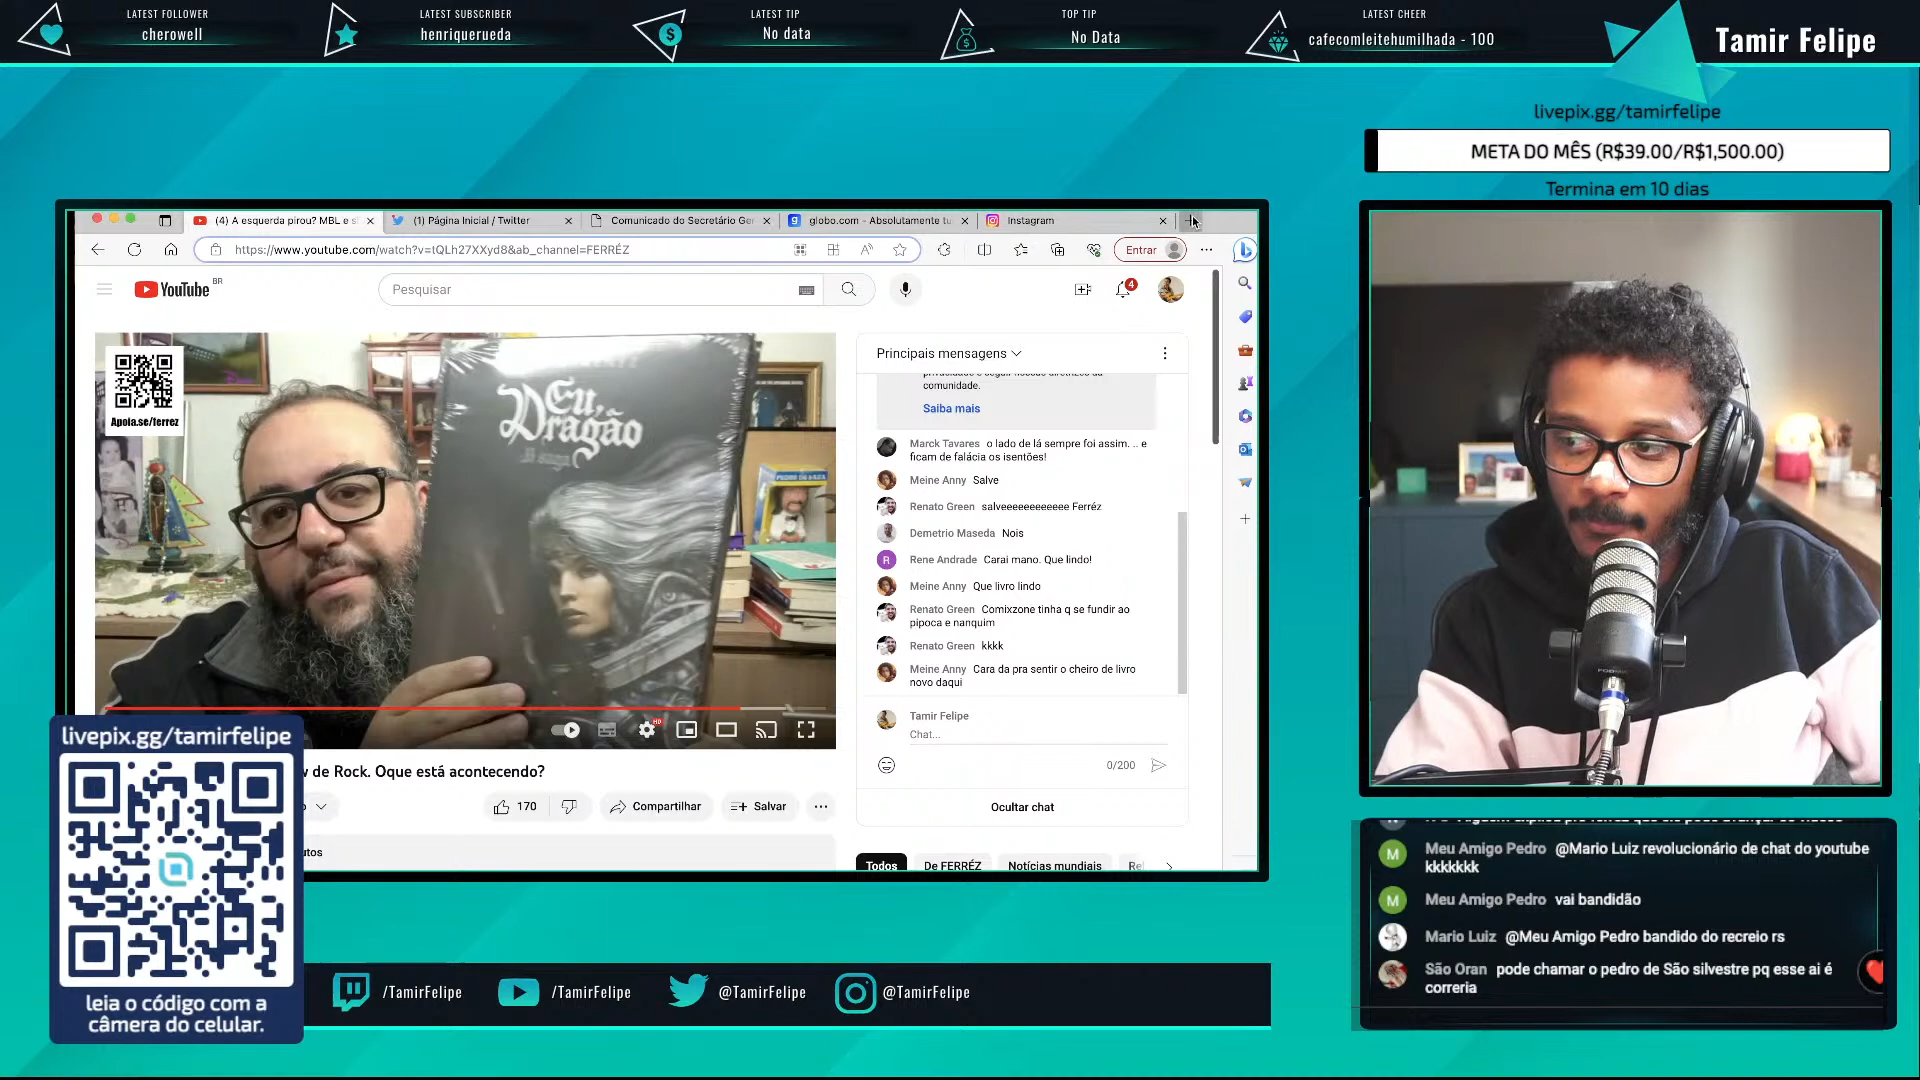 LATEST FOLLOWER
cherowell
LATEST SUBSCRIBER
henriquerueda
LATEST TIP
No data
TOP TIP
No Data
LATEST CHEER
cafecomleitehumilhada - 100
Tamir Felipe
livepix.gg/tamirfelipe
META DO MÊS (R$39.00/R$1,500.00)
Termina em 10 dias
(4) A esquerda pirou? MBL e s
(1) Página Inicial / Twitter
Comunicado do Secretário Ger
globo.com - Absolutamente tu
Instagram
https://www.youtube.com/watch?v=tQLh27XXyd8&ab_channel=FERRÉZ
Entrar
YouTube BR
Pesquisar
4
Apoia.se/ferrez
Eu,
Dragão
Principais mensagens
privacidade e seguir nossas diretrizes da
comunidade.
Saiba mais
Marck Tavares o lado de lá sempre foi assim. .. e
ficam de falácia os isentões!
Meine Anny Salve
Renato Green salveeeeeeeeeeee Ferréz
Demetrio Maseda Nois
R Rene Andrade Carai mano. Que lindo!
Meine Anny Que livro lindo
Renato Green Comixzone tinha q se fundir ao
pipoca e nanquim
Renato Green kkkk
Meine Anny Cara da pra sentir o cheiro de livro
novo daqui
Tamir Felipe
Chat...
0/200
Ocultar chat
HD
de Rock. Oque está acontecendo?
170
Compartilhar
Salvar
utos
Todos
De FERRÉZ
Notícias mundiais
Rel
livepix.gg/tamirfelipe
leia o código com a
câmera do celular.
/TamirFelipe
/TamirFelipe
@TamirFelipe
@TamirFelipe
M Meu Amigo Pedro @Mario Luiz revolucionário de chat do youtube
kkkkkkk
M Meu Amigo Pedro vai bandidão
Mario Luiz @Meu Amigo Pedro bandido do recreio rs
São Oran pode chamar o pedro de São silvestre pq esse ai é
correria